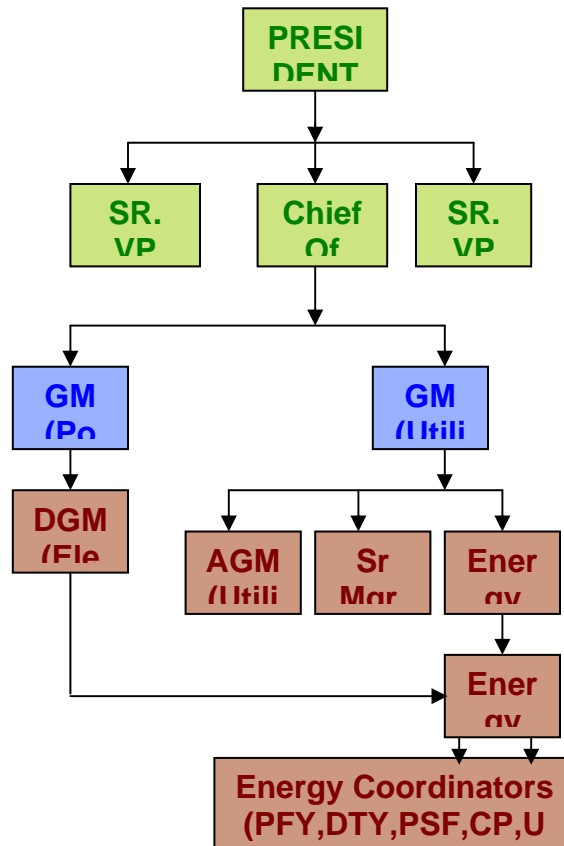 PRESI
DENT
SR.
VP
Chief
Of
SR.
VP
GM
(Po
GM
(Utili
DGM
(Ele
AGM
(Utili
Sr
Mgr
Ener
gy
Ener
gy
Energy Coordinators
(PFY,DTY,PSF,CP,U